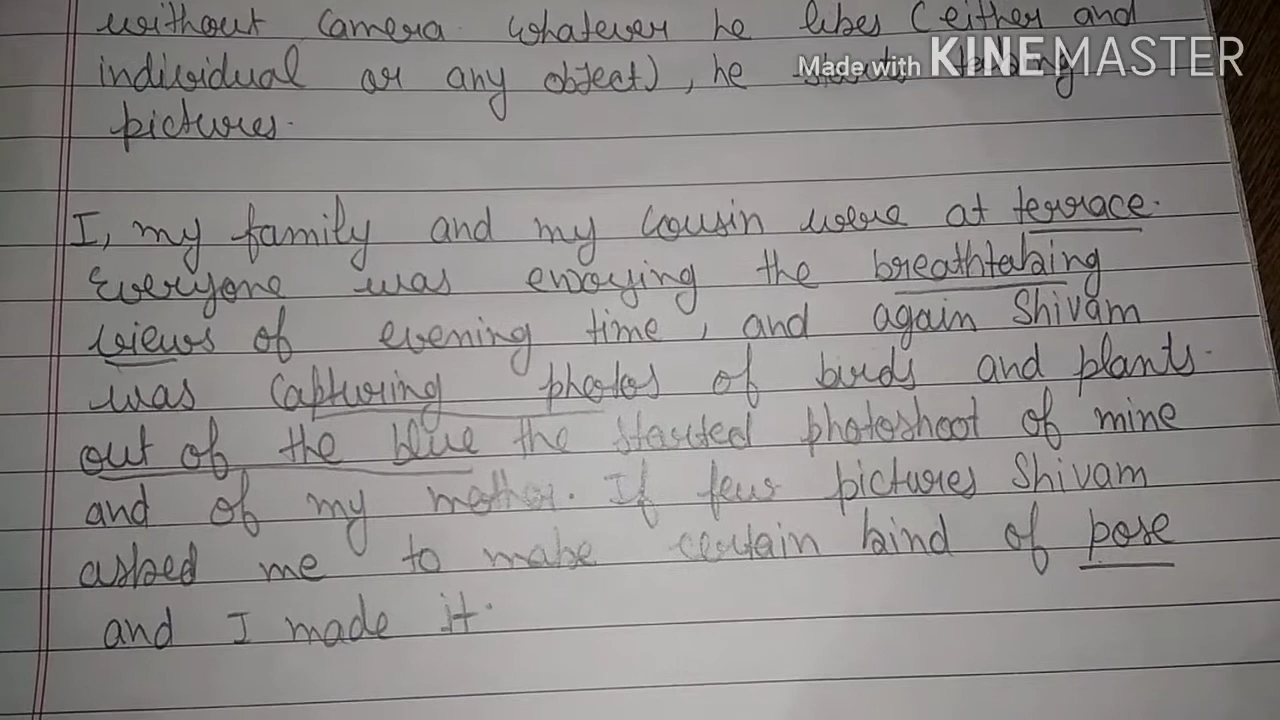 without camera. Whatever he likes (either and
Made with KINEMASTER
individual or any object), he starts taking
pictures.
I, my family and my cousin were at terrace.
Everyone was enjoying the breathtaking
views of evening time, and again Shivam
was capturing photos of birds and plants.
out of the blue the started photoshoot of mine
and of my mother. If few pictures Shivam
asked me to make certain kind of pose
and I made it.